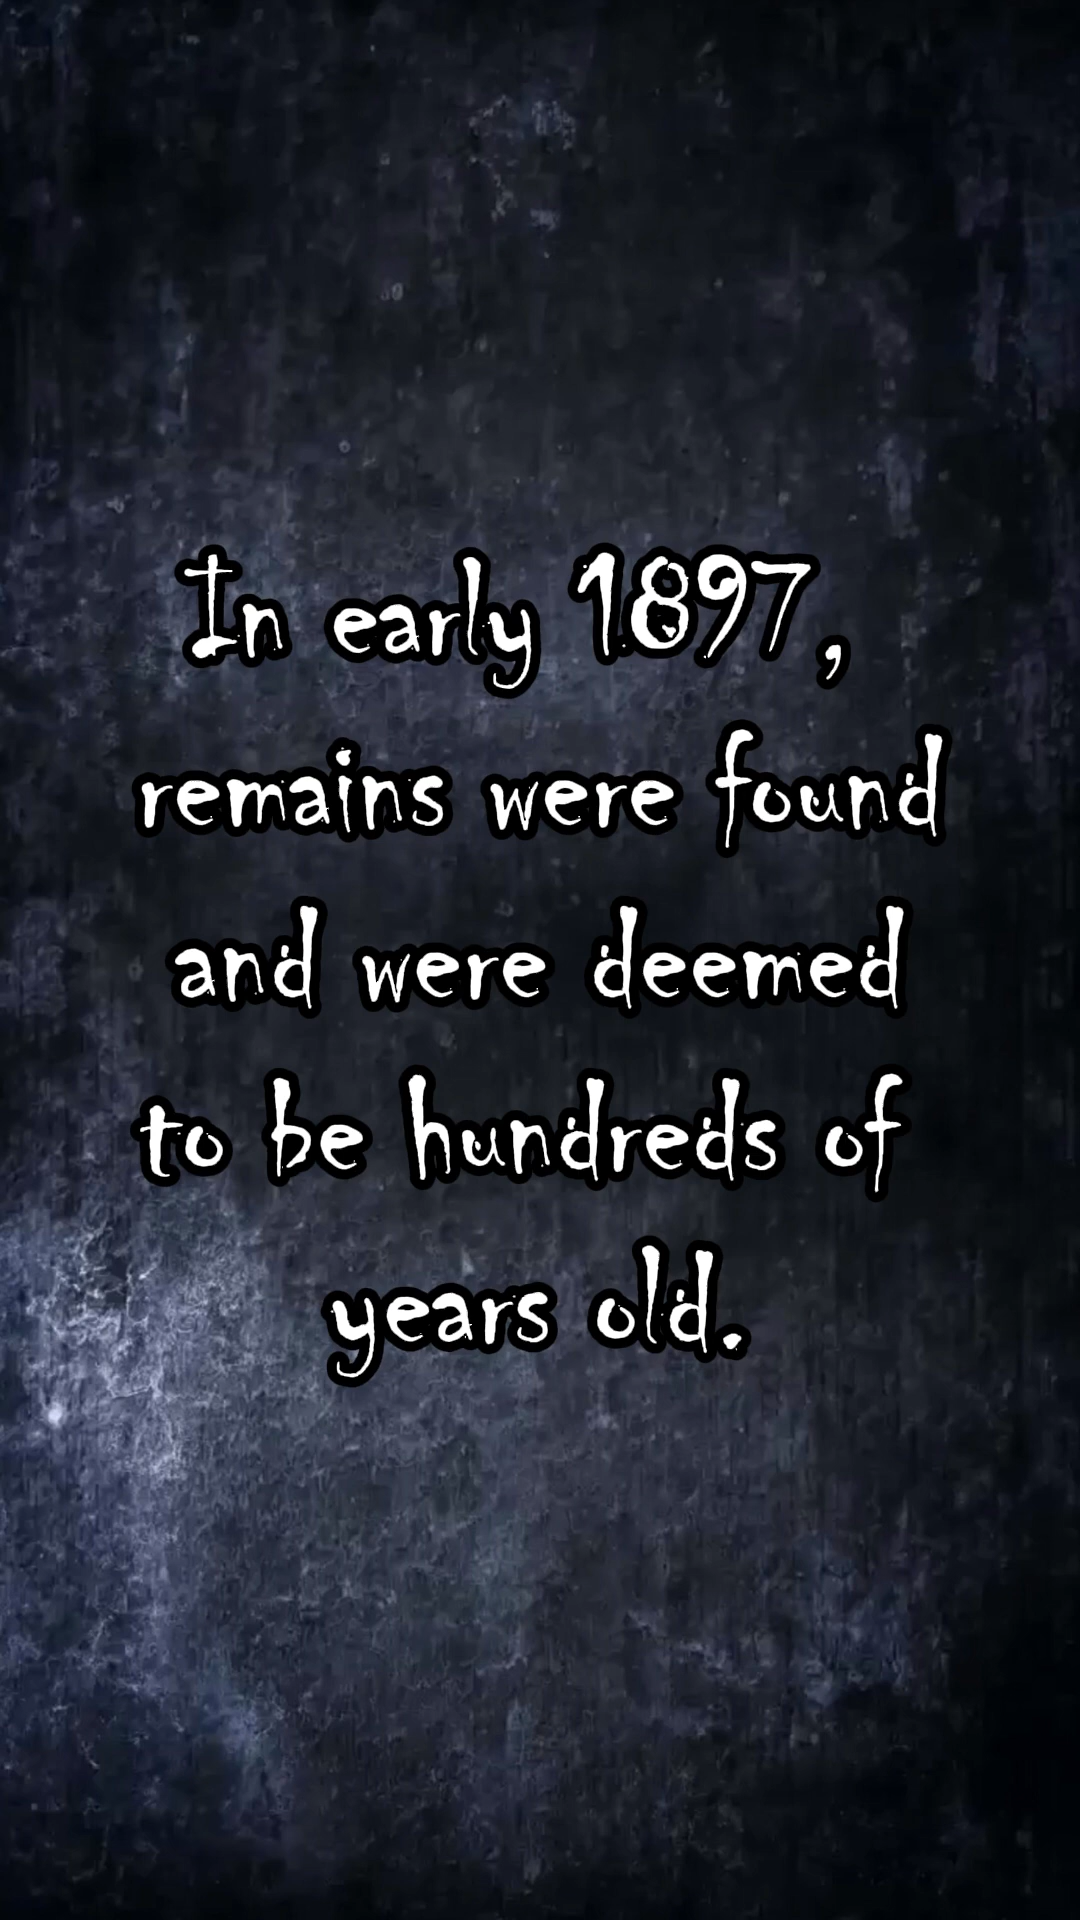 In early 1897,
remains were found
and were deemed
to be hundreds of
years old.